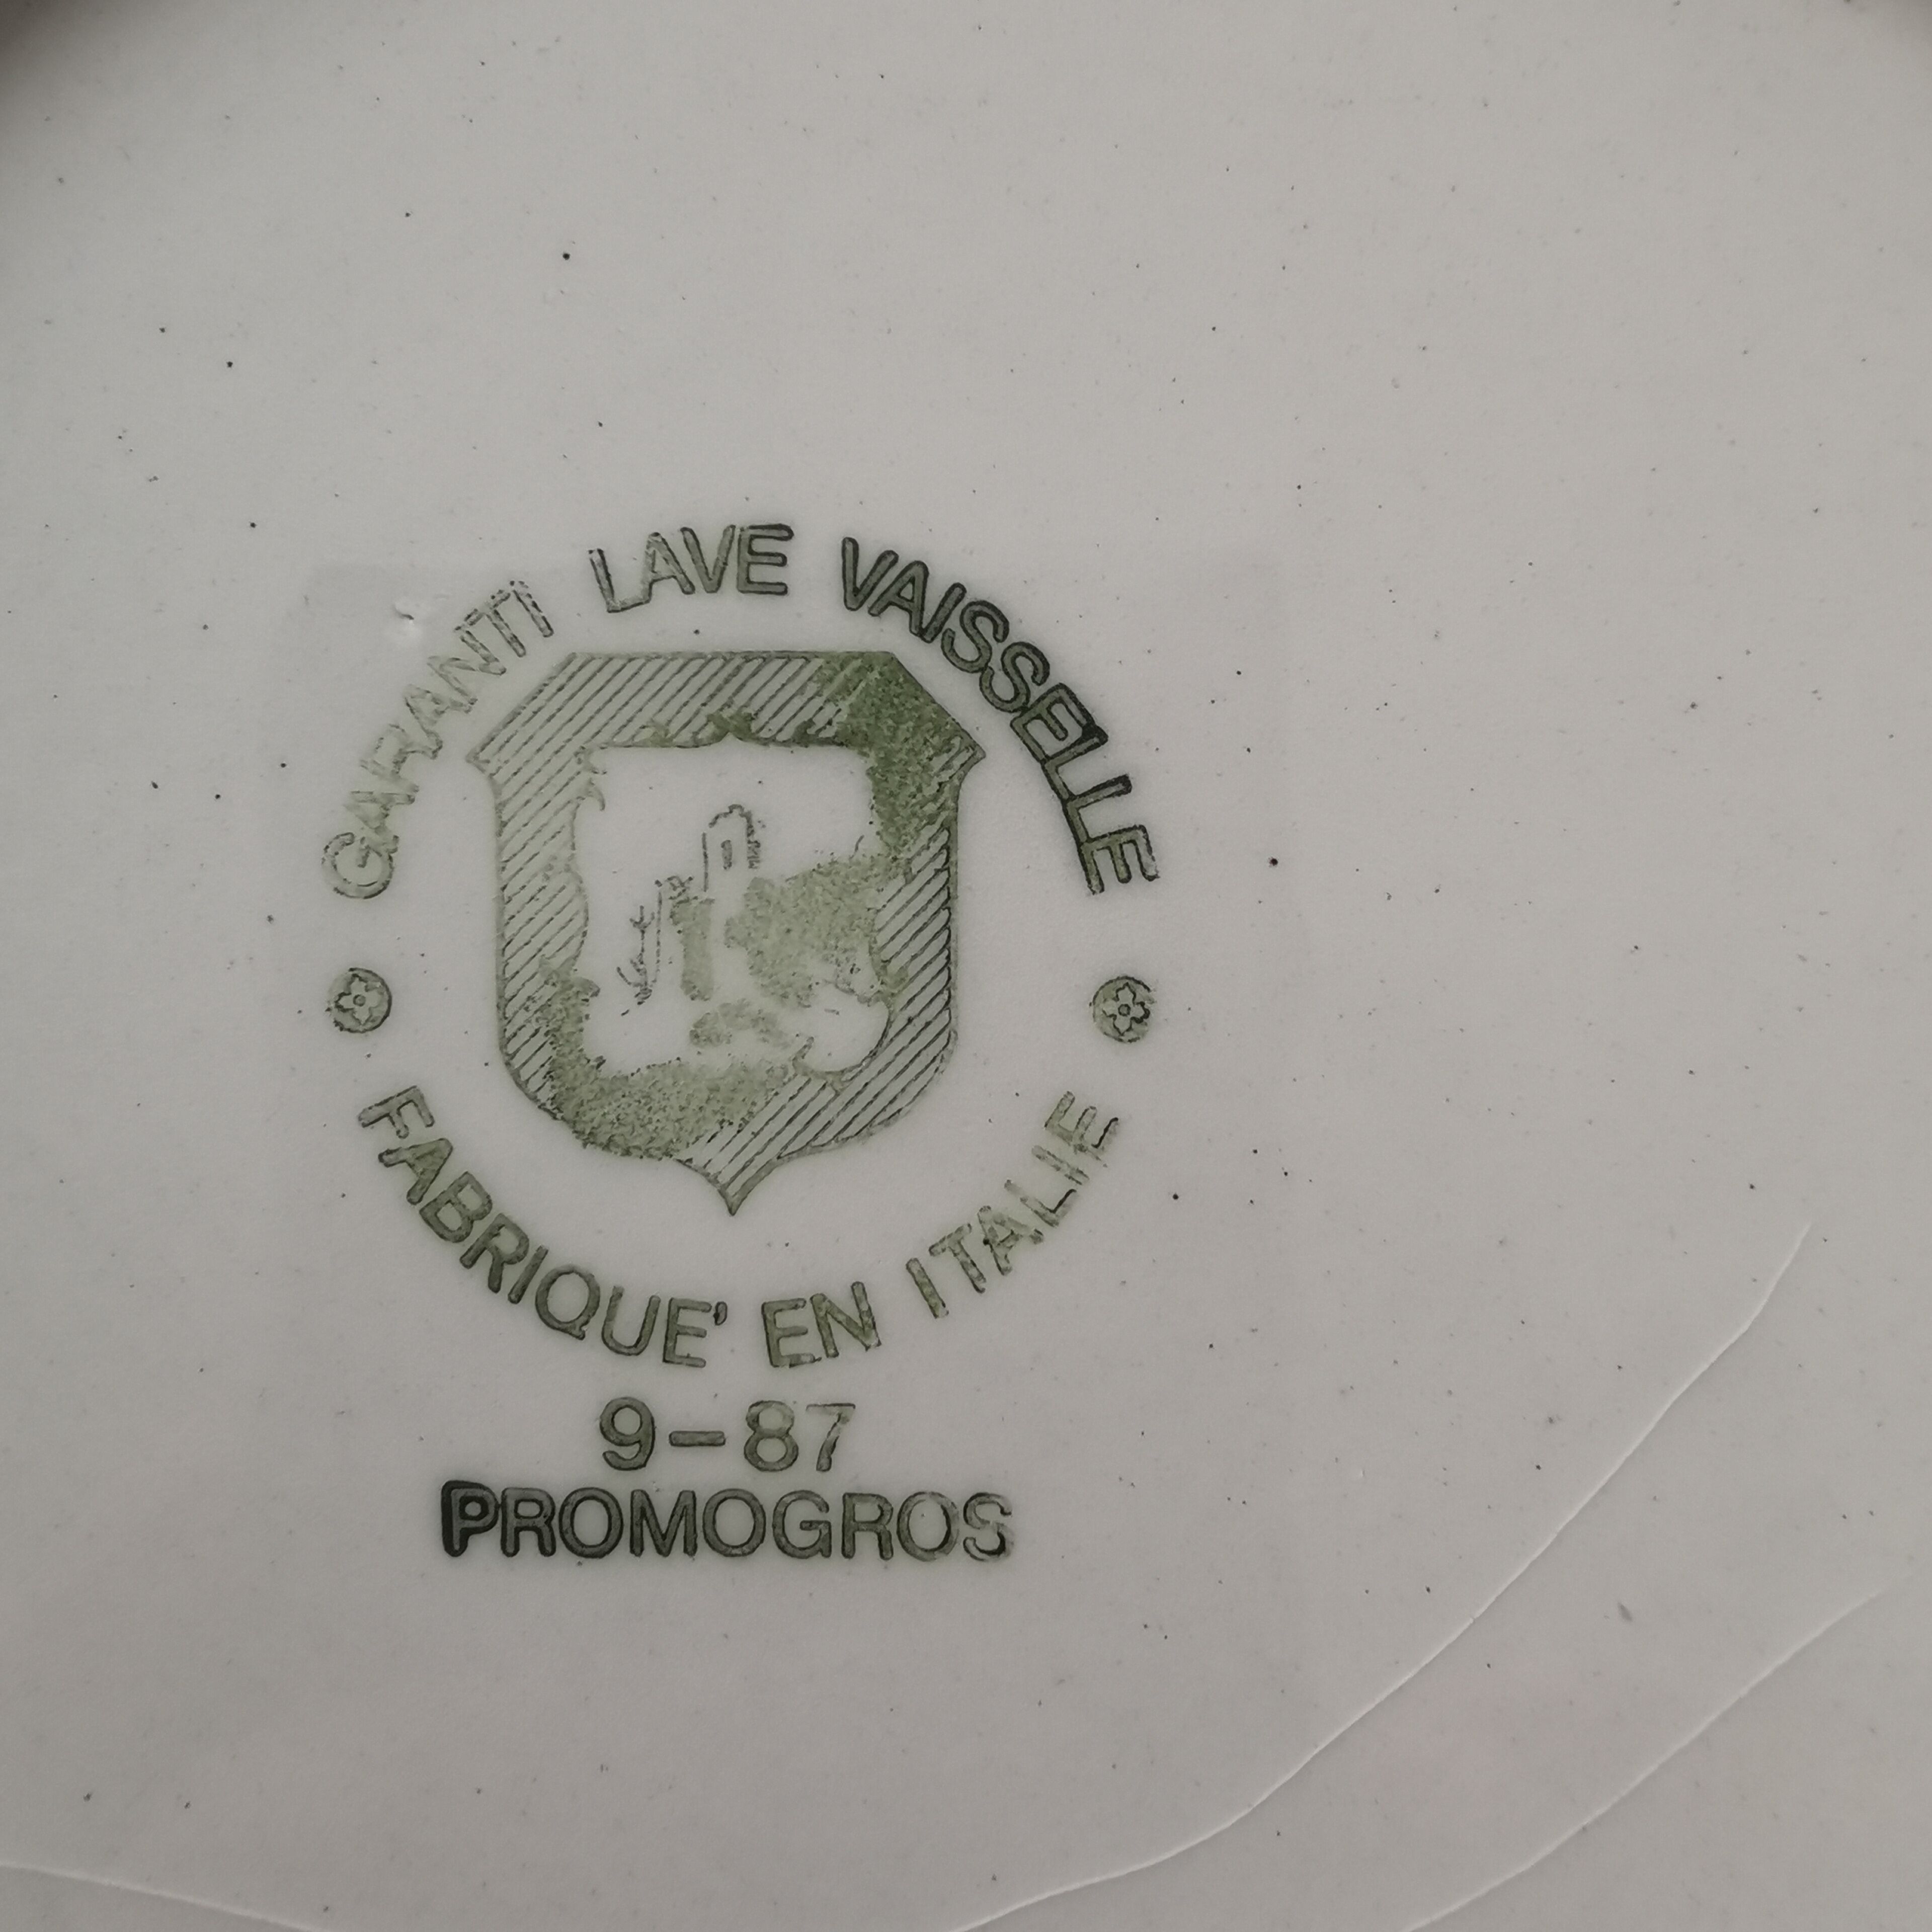 GARANTI LAVE VAISSELLE
FABRIQUE' EN ITALIE
9-87
PROMOGROS